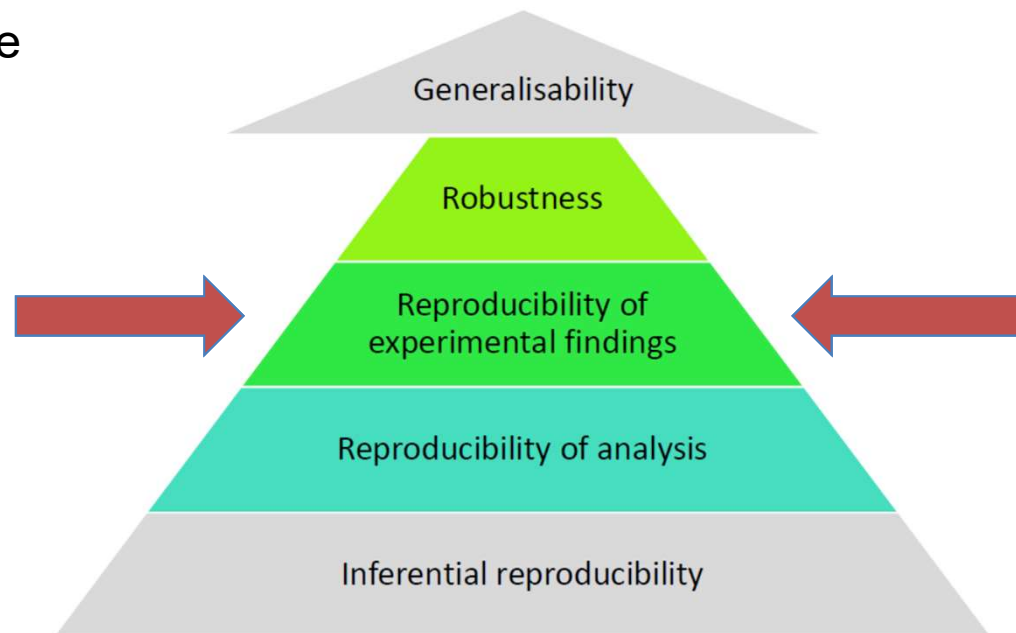 e
Generalisability
Robustness
Reproducibility of
experimental findings
Reproducibility of analysis
Inferential reproducibility